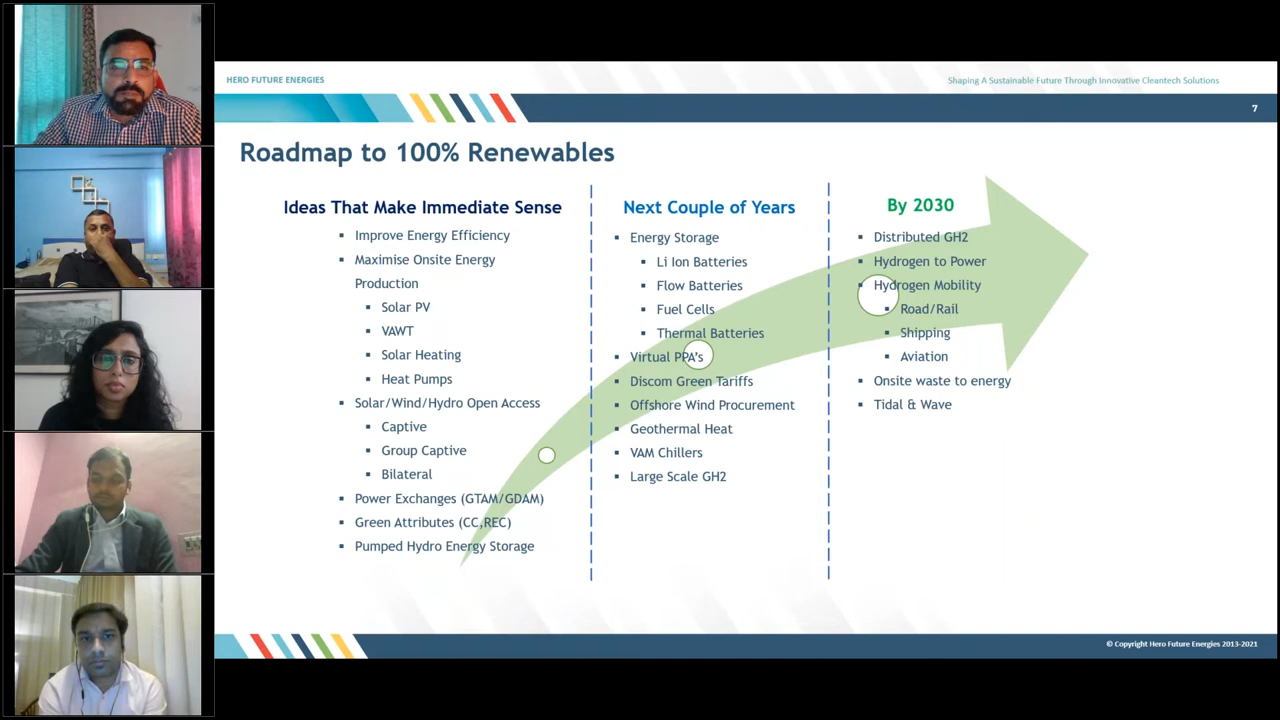 HERO FUTURE ENERGIES
Shaping A Sustainable Future Through Innovative Cleantech Solutions
7
Roadmap to 100% Renewables
Ideas That Make Immediate Sense
Improve Energy Efficiency
Maximise Onsite Energy
Production
Solar PV
VAWT
Solar Heating
Heat Pumps
Solar/Wind/Hydro Open Access
Captive
Group Captive
Bilateral
Power Exchanges (GTAM/GDAM)
Green Attributes (CC,REC)
Pumped Hydro Energy Storage
Next Couple of Years
Energy Storage
Li Ion Batteries
Flow Batteries
Fuel Cells
Thermal Batteries
Virtual PPA's
Discom Green Tariffs
Offshore Wind Procurement
Geothermal Heat
VAM Chillers
Large Scale GH2
By 2030
Distributed GH2
Hydrogen to Power
Hydrogen Mobility
Road/Rail
Shipping
Aviation
Onsite waste to energy
Tidal & Wave
© Copyright Hero Future Energies 2013-2021